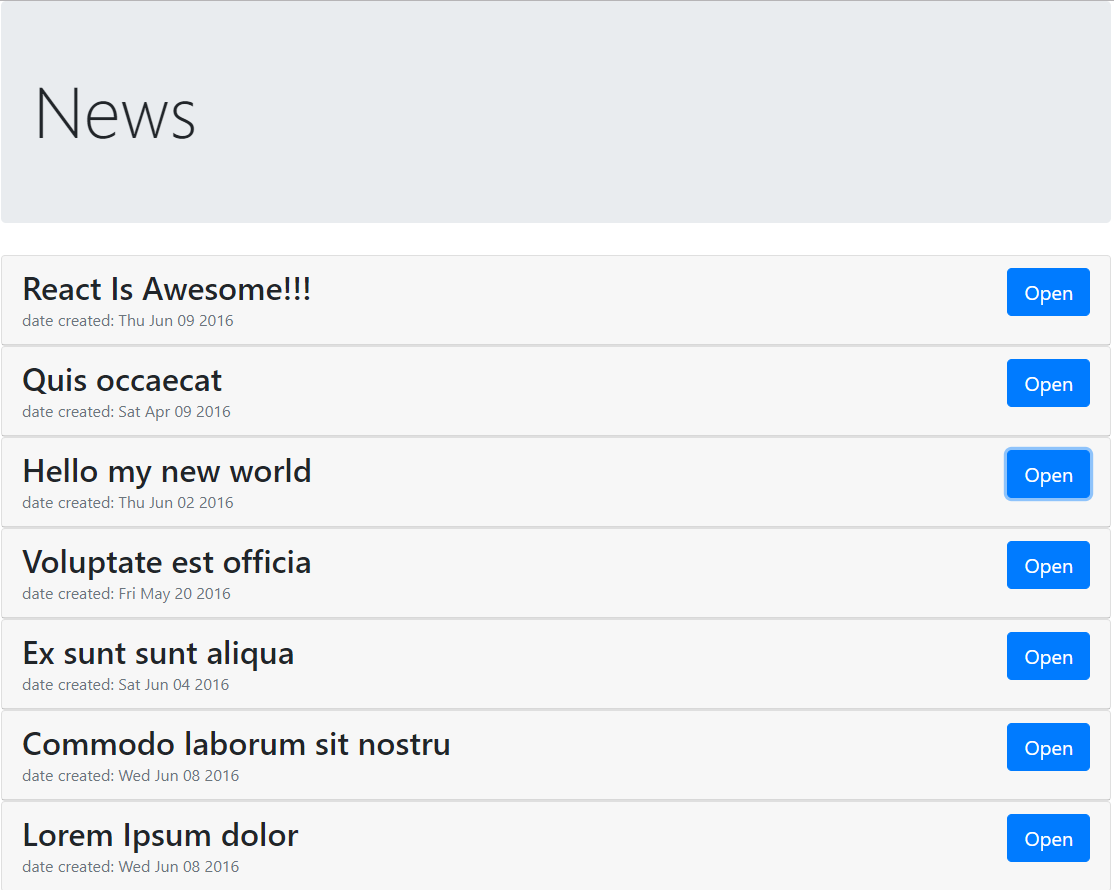 News
React Is Awesome!!!
Open
date created: Thu Jun 09 2016
Quis occaecat
Open
date created: Sat Apr 09 2016
Hello my new world
Open
date created: Thu Jun 02 2016
Voluptate est officia
Open
date created: Fri May 20 2016
Ex sunt sunt aliqua
Open
date created: Sat Jun 04 2016
Commodo laborum sit nostru
Open
date created: Wed Jun 08 2016
Lorem Ipsum dolor
Open
date created: Wed Jun 08 2016